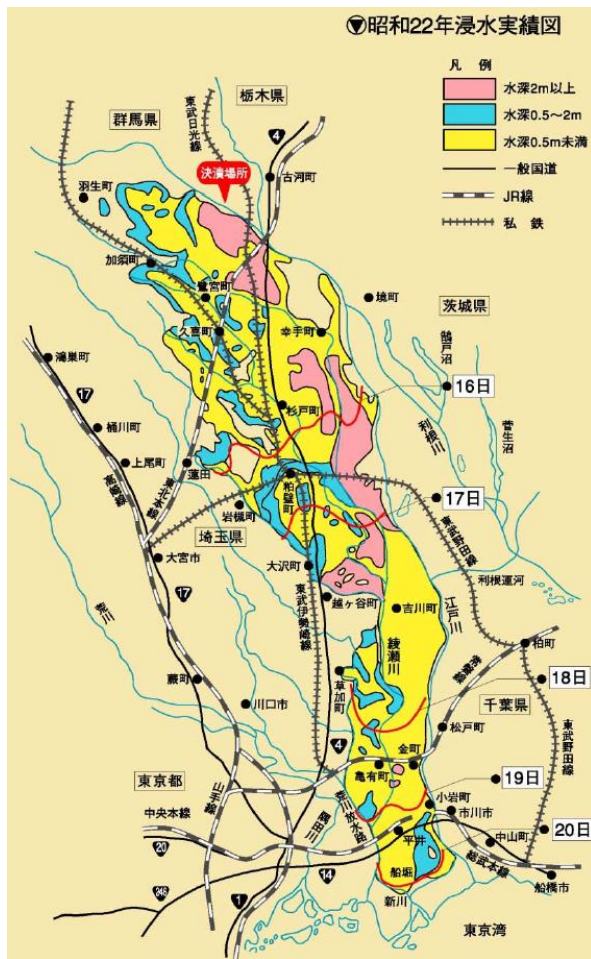 ▼昭和22年浸水実績図
凡 例
水深2m以上
水深0.5～2m
水深0.5m未満
一般国道
JR線
私 鉄
栃木県
群馬県
東武日光線
4
古河町
羽生町
決潰場所
加須町
鷲宮町
境町
茨城県
久喜町
幸手町
鵠戸沼
鴻巣町
16日
17
杉戸町
菅生沼
桶川町
利根川
上尾町
蓮田
高崎線
東北本線
粕壁町
17日
岩槻町
埼玉県
東武野田線
大宮市
大沢町
利根運河
17
越ヶ谷町
吉川町
江戸川
荒川
東武伊勢崎線
綾瀬川
柏町
常磐線
蕨町
草加町
18日
川口市
千葉県
松戸町
4
金町
東武野田線
東京都
亀有町
19日
山手線
小岩町
中央本線
荒川放水路
市川市
隅田川
20日
平井
中山町
20
船堀
総武本線
14
246
船橋市
1
新川
東京湾